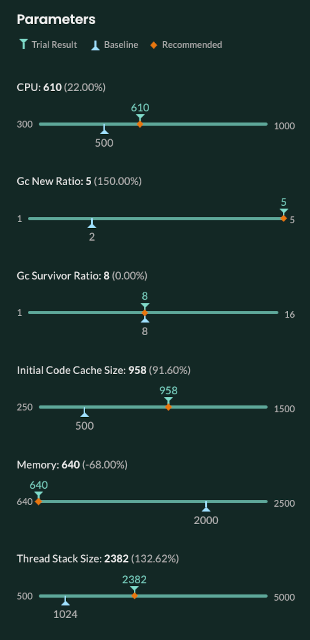 Parameters
Trial Result Baseline Recommended
CPU: 610 (22.00%)
610
300 1000
500
Gc New Ratio: 5 (150.00%)
5
1 5
2
Gc Survivor Ratio: 8 (0.00%)
8
1 16
8
Initial Code Cache Size: 958 (91.60%)
958
250 1500
500
Memory: 640 (-68.00%)
640
640 2500
2000
Thread Stack Size: 2382 (132.62%)
2382
500 5000
1024